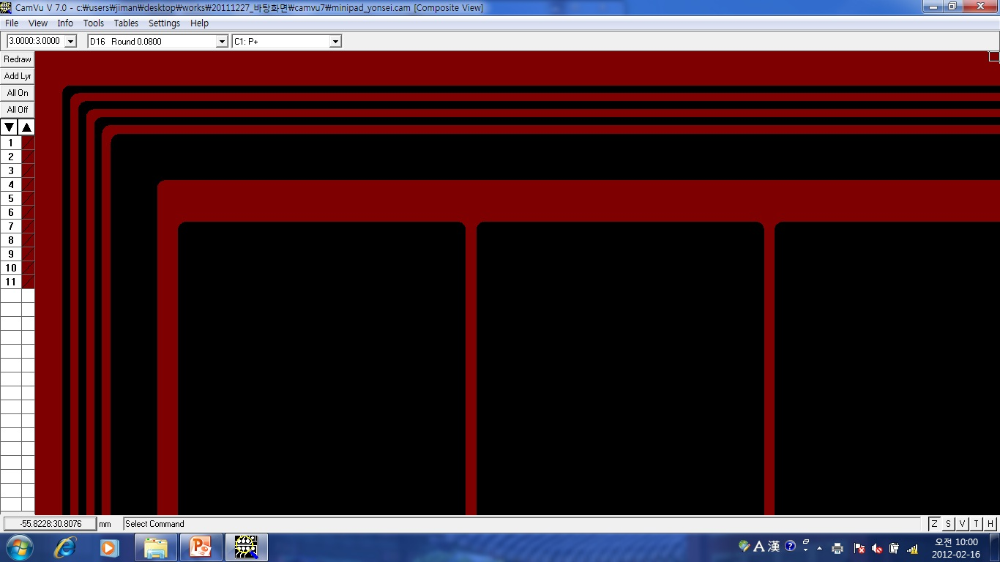 CamVu V 7.0 - c:₩users₩jiman₩desktop₩works₩20111227_바탕화면₩camvu7₩minipad_yonsei.cam [Composite View]
File View Info Tools Tables Settings Help
3.0000:3.0000 D16 Round 0.0800 C1: P+
Redraw
Add Lyr
All On
All Off
1
2
3
4
5
6
7
8
9
10
11
-55.8228:30.8076 mm Select Command Z S V T H
A 漢 오전 10:00
2012-02-16